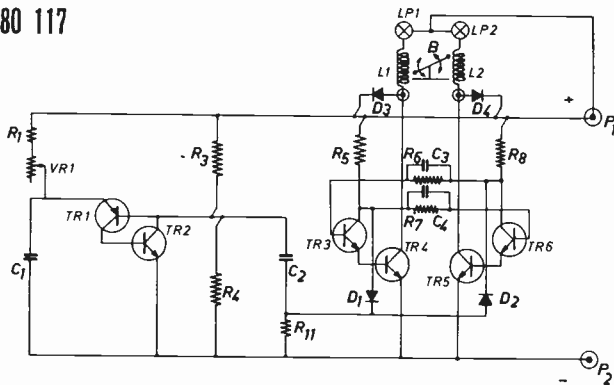 80 117
LP1 LP2
B
L1 L2
D3 D4
+
P1
R1
VR1
R3
R5 R6 C3 R8
TR1
TR2
R7 C4
TR3 TR4 TR5 TR6
C1
R4
C2
D1 D2
R11
P2
–